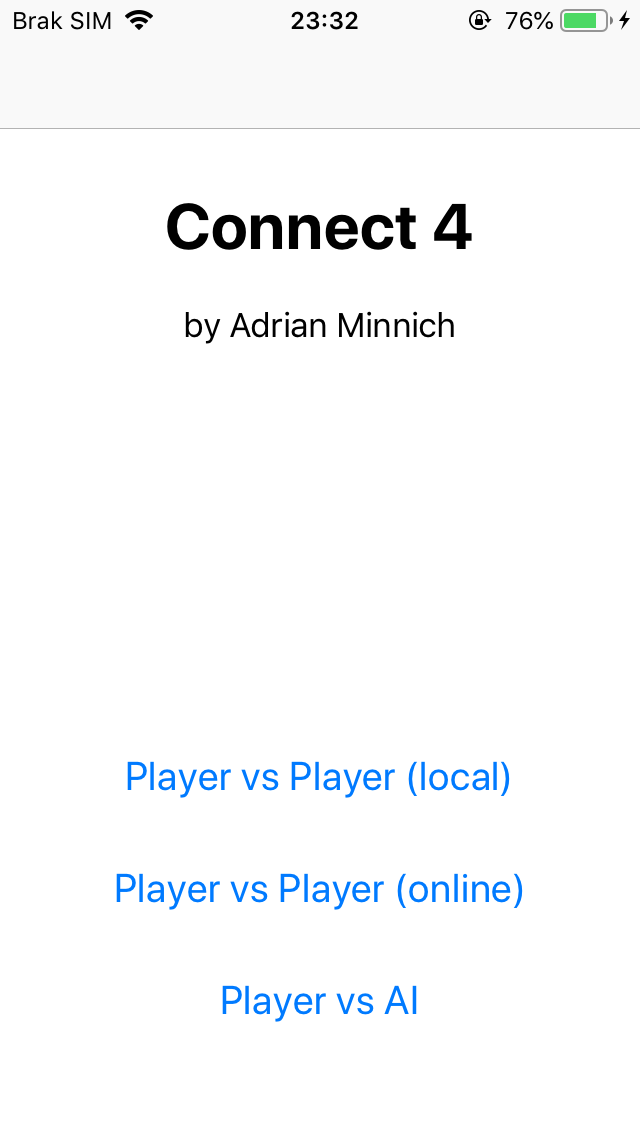 Brak SIM 23:32 76%
Connect 4
by Adrian Minnich
Player vs Player (local)
Player vs Player (online)
Player vs AI